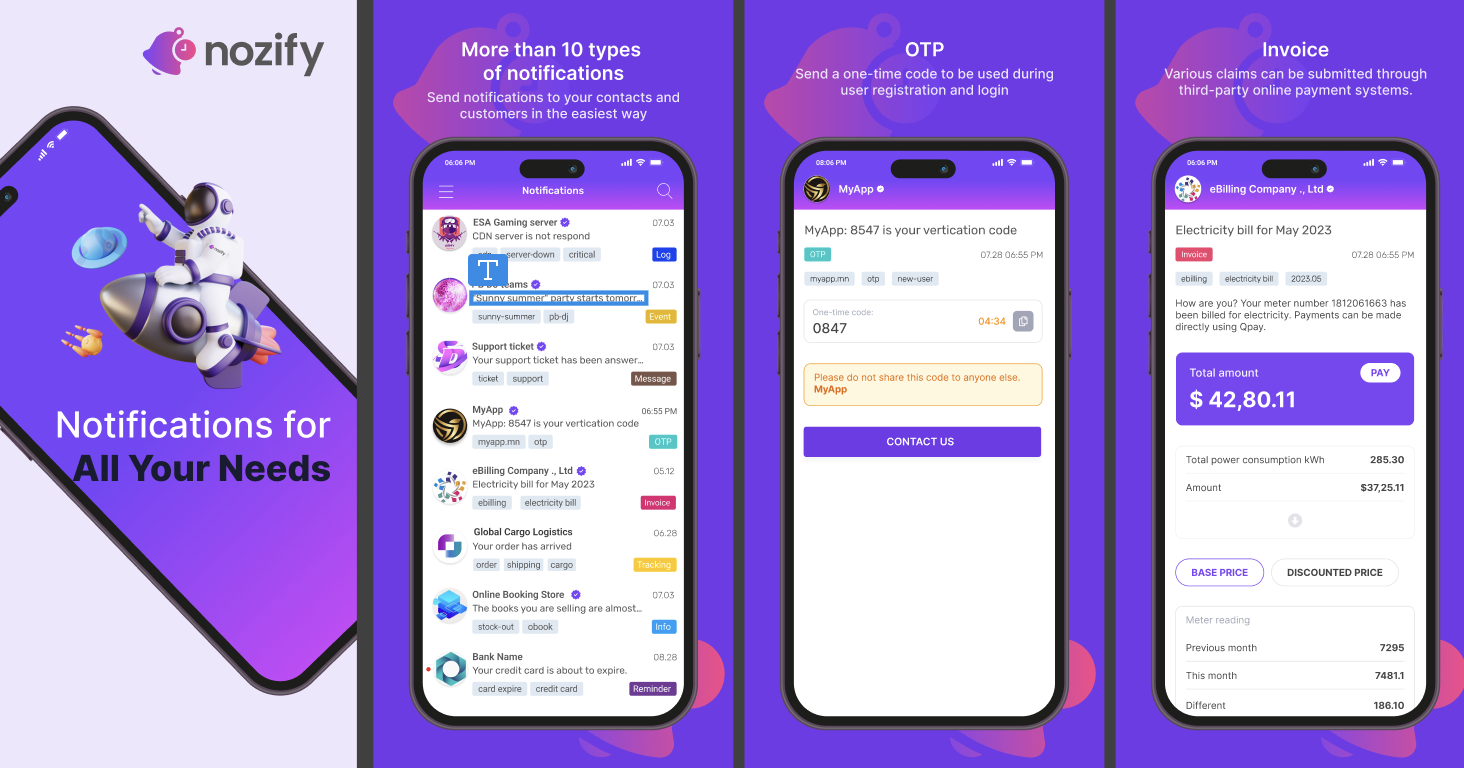 nozify
Notifications for
All Your Needs
More than 10 types
of notifications
Send notifications to your contacts and
customers in the easiest way
06:06 PM
Notifications
ESA Gaming server
07.03
CDN server is not respond
server-down
critical
Log
T
teams
07.03
"Sunny summer" party starts tomorr...
sunny-summer
pb-dj
Event
Support ticket
07.03
Your support ticket has been answer...
ticket
support
Message
MyApp
06:55 PM
MyApp: 8547 is your vertication code
myapp.mn
otp
OTP
eBilling Company ., Ltd
05.12
Electricity bill for May 2023
ebilling
electricity bill
Invoice
Global Cargo Logistics
06.28
Your order has arrived
order
shipping
cargo
Tracking
Online Booking Store
07.03
The books you are selling are almost...
stock-out
obook
Info
Bank Name
08.28
Your credit card is about to expire.
card expire
credit card
Reminder
OTP
Send a one-time code to be used during
user registration and login
08:06 PM
MyApp
MyApp: 8547 is your vertication code
OTP
07.28 06:55 PM
myapp.mn
otp
new-user
One-time code:
0847
04:34
Please do not share this code to anyone else.
MyApp
CONTACT US
Invoice
Various claims can be submitted through
third-party online payment systems.
06:06 PM
eBilling Company ., Ltd
Electricity bill for May 2023
Invoice
07.28 06:55 PM
ebilling
electricity bill
2023.05
How are you? Your meter number 1812061663 has
been billed for electricity. Payments can be made
directly using Qpay.
Total amount
PAY
$ 42,80.11
Total power consumption kWh 285.30
Amount $37,25.11
BASE PRICE
DISCOUNTED PRICE
Meter reading
Previous month 7295
This month 7481.1
Different 186.10